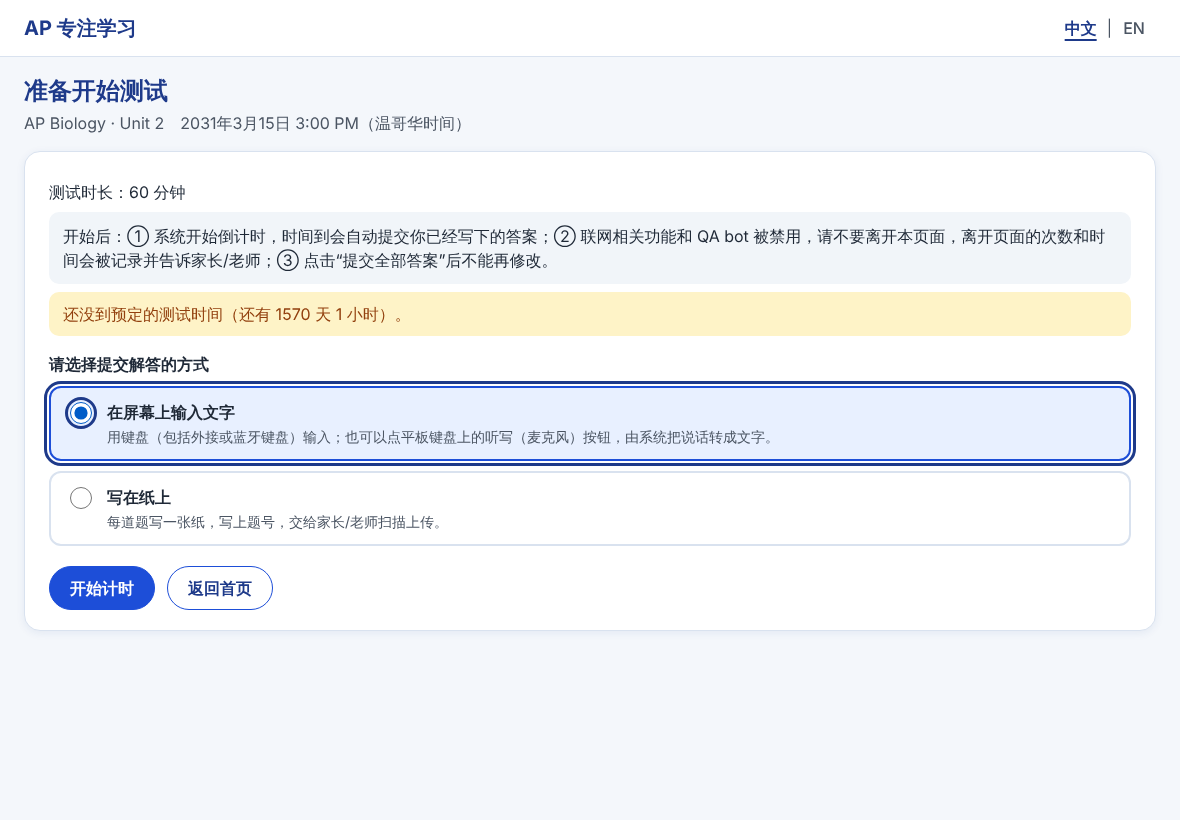 AP 专注学习
中文 | EN
准备开始测试
AP Biology · Unit 2 2031年3月15日 3:00 PM（温哥华时间）
测试时长：60 分钟
开始后：① 系统开始倒计时，时间到会自动提交你已经写下的答案；② 联网相关功能和 QA bot 被禁用，请不要离开本页面，离开页面的次数和时
间会被记录并告诉家长/老师；③ 点击“提交全部答案”后不能再修改。
还没到预定的测试时间（还有 1570 天 1 小时）。
请选择提交解答的方式
在屏幕上输入文字
用键盘（包括外接或蓝牙键盘）输入；也可以点平板键盘上的听写（麦克风）按钮，由系统把说话转成文字。
写在纸上
每道题写一张纸，写上题号，交给家长/老师扫描上传。
开始计时
返回首页